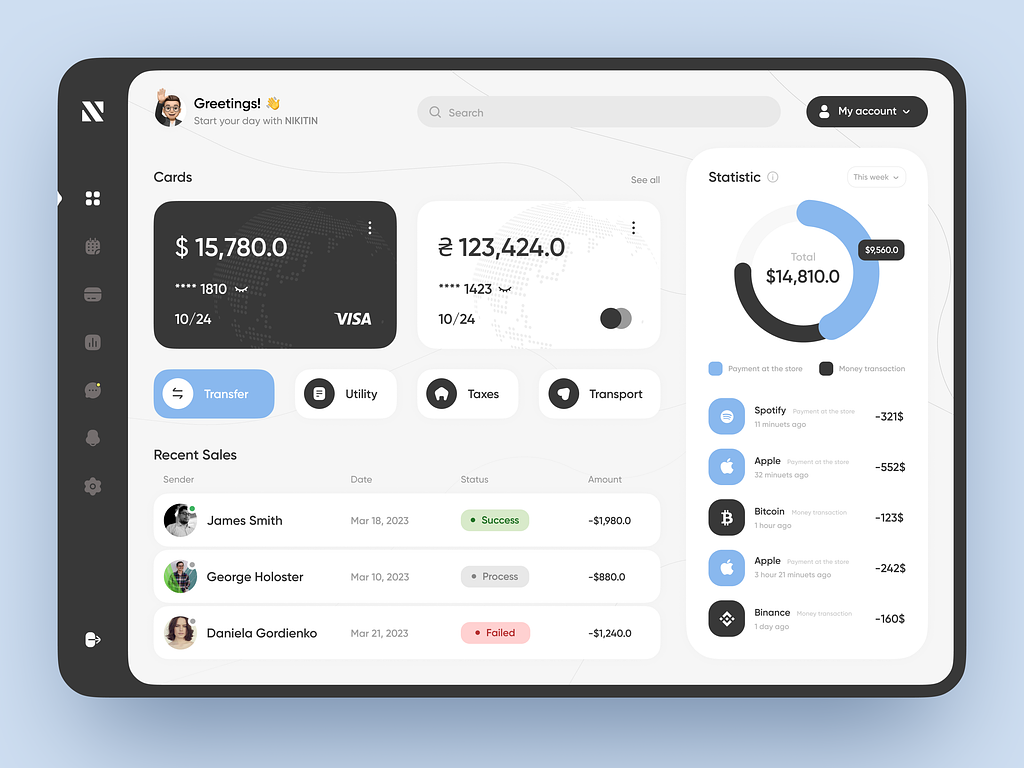 Greetings! 👋
Start your day with NIKITIN
Search
My account
Cards
See all
$ 15,780.0
**** 1810
10/24
VISA
₴ 123,424.0
**** 1423
10/24
Transfer
Utility
Taxes
Transport
Recent Sales
Sender Date Status Amount
James Smith Mar 18, 2023 Success -$1,980.0
George Holoster Mar 10, 2023 Process -$880.0
Daniela Gordienko Mar 21, 2023 Failed -$1,240.0
Statistic
This week
$9,560.0
Total
$14,810.0
Payment at the store
Money transaction
Spotify Payment at the store
11 minuets ago
-321$
Apple Payment at the store
32 minuets ago
-552$
Bitcoin Money transaction
1 hour ago
-123$
Apple Payment at the store
3 hour 21 minuets ago
-242$
Binance Money transaction
1 day ago
-160$